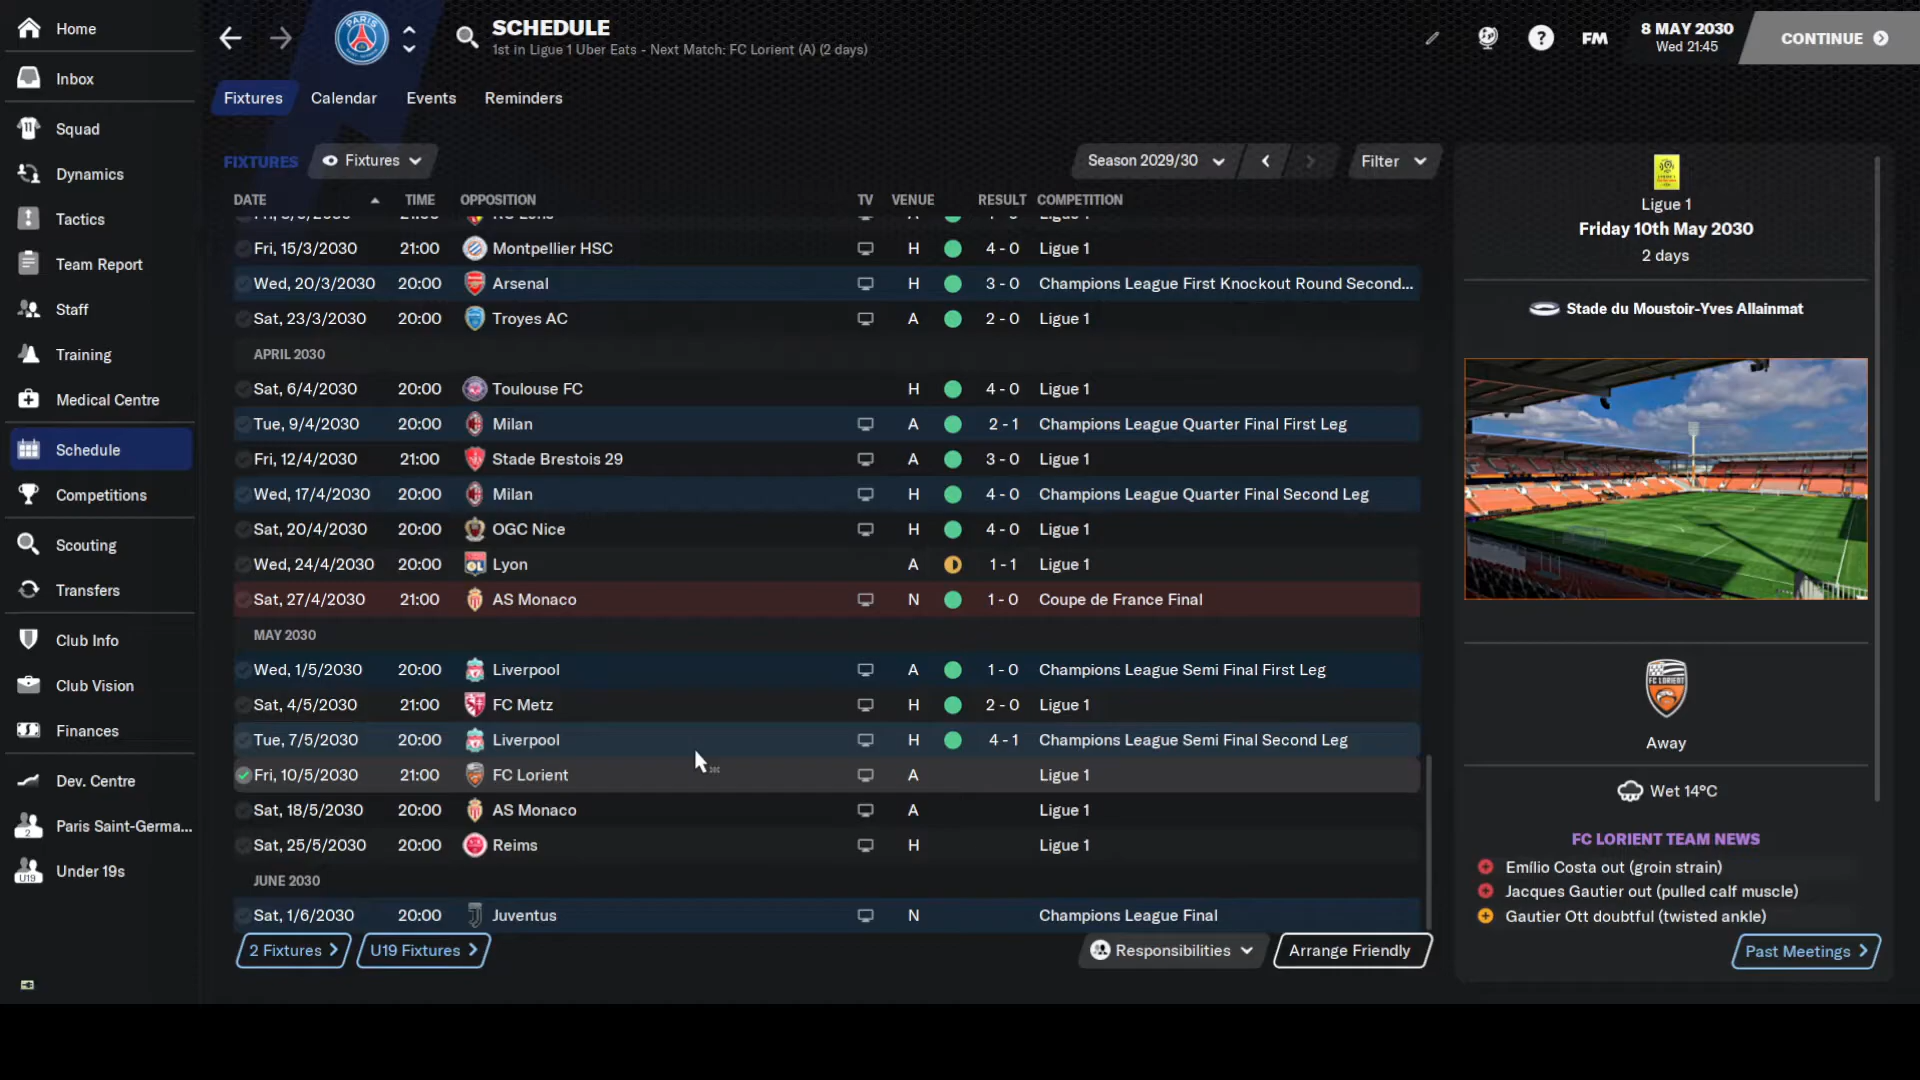 Home
Inbox
Squad
Dynamics
Tactics
Team Report
Staff
Training
Medical Centre
Schedule
Competitions
Scouting
Transfers
Club Info
Club Vision
Finances
Dev. Centre
Paris Saint-Germa...
Under 19s
SCHEDULE
1st in Ligue 1 Uber Eats - Next Match: FC Lorient (A) (2 days)
FM
8 MAY 2030
Wed 21:45
CONTINUE
Fixtures Calendar Events Reminders
FIXTURES Fixtures Season 2029/30 Filter
DATE TIME OPPOSITION TV VENUE RESULT COMPETITION
Fri, 15/3/2030 21:00 Montpellier HSC H 4 - 0 Ligue 1
Wed, 20/3/2030 20:00 Arsenal H 3 - 0 Champions League First Knockout Round Second...
Sat, 23/3/2030 20:00 Troyes AC A 2 - 0 Ligue 1
APRIL 2030
Sat, 6/4/2030 20:00 Toulouse FC H 4 - 0 Ligue 1
Tue, 9/4/2030 20:00 Milan A 2 - 1 Champions League Quarter Final First Leg
Fri, 12/4/2030 21:00 Stade Brestois 29 A 3 - 0 Ligue 1
Wed, 17/4/2030 20:00 Milan H 4 - 0 Champions League Quarter Final Second Leg
Sat, 20/4/2030 20:00 OGC Nice H 4 - 0 Ligue 1
Wed, 24/4/2030 20:00 Lyon A 1 - 1 Ligue 1
Sat, 27/4/2030 21:00 AS Monaco N 1 - 0 Coupe de France Final
MAY 2030
Wed, 1/5/2030 20:00 Liverpool A 1 - 0 Champions League Semi Final First Leg
Sat, 4/5/2030 21:00 FC Metz H 2 - 0 Ligue 1
Tue, 7/5/2030 20:00 Liverpool H 4 - 1 Champions League Semi Final Second Leg
Fri, 10/5/2030 21:00 FC Lorient A Ligue 1
Sat, 18/5/2030 20:00 AS Monaco A Ligue 1
Sat, 25/5/2030 20:00 Reims H Ligue 1
JUNE 2030
Sat, 1/6/2030 20:00 Juventus N Champions League Final
2 Fixtures U19 Fixtures Responsibilities Arrange Friendly
Ligue 1
Friday 10th May 2030
2 days
Stade du Moustoir-Yves Allainmat
FC LORIENT
Away
Wet 14°C
FC LORIENT TEAM NEWS
Emílio Costa out (groin strain)
Jacques Gautier out (pulled calf muscle)
Gautier Ott doubtful (twisted ankle)
Past Meetings